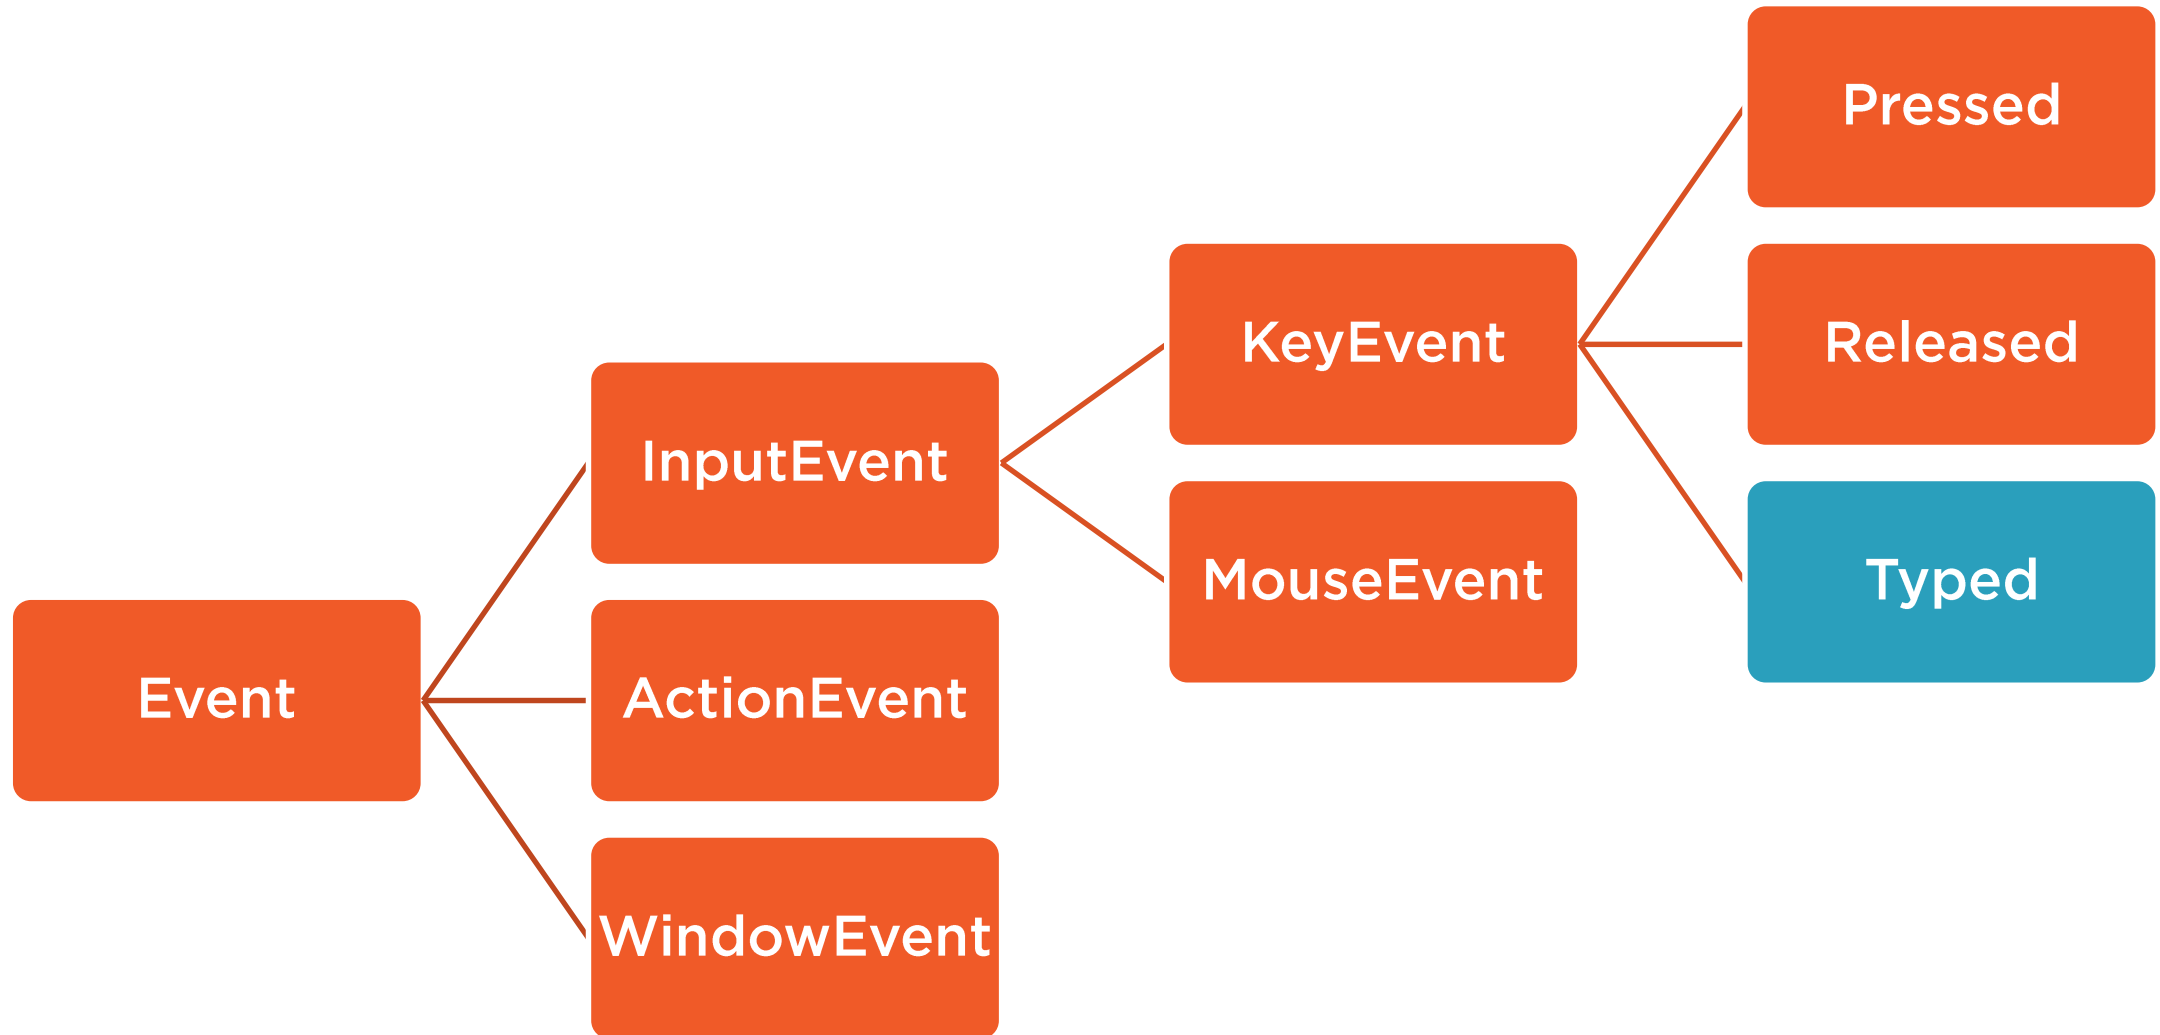 Event
InputEvent
ActionEvent
WindowEvent
KeyEvent
MouseEvent
Pressed
Released
Typed